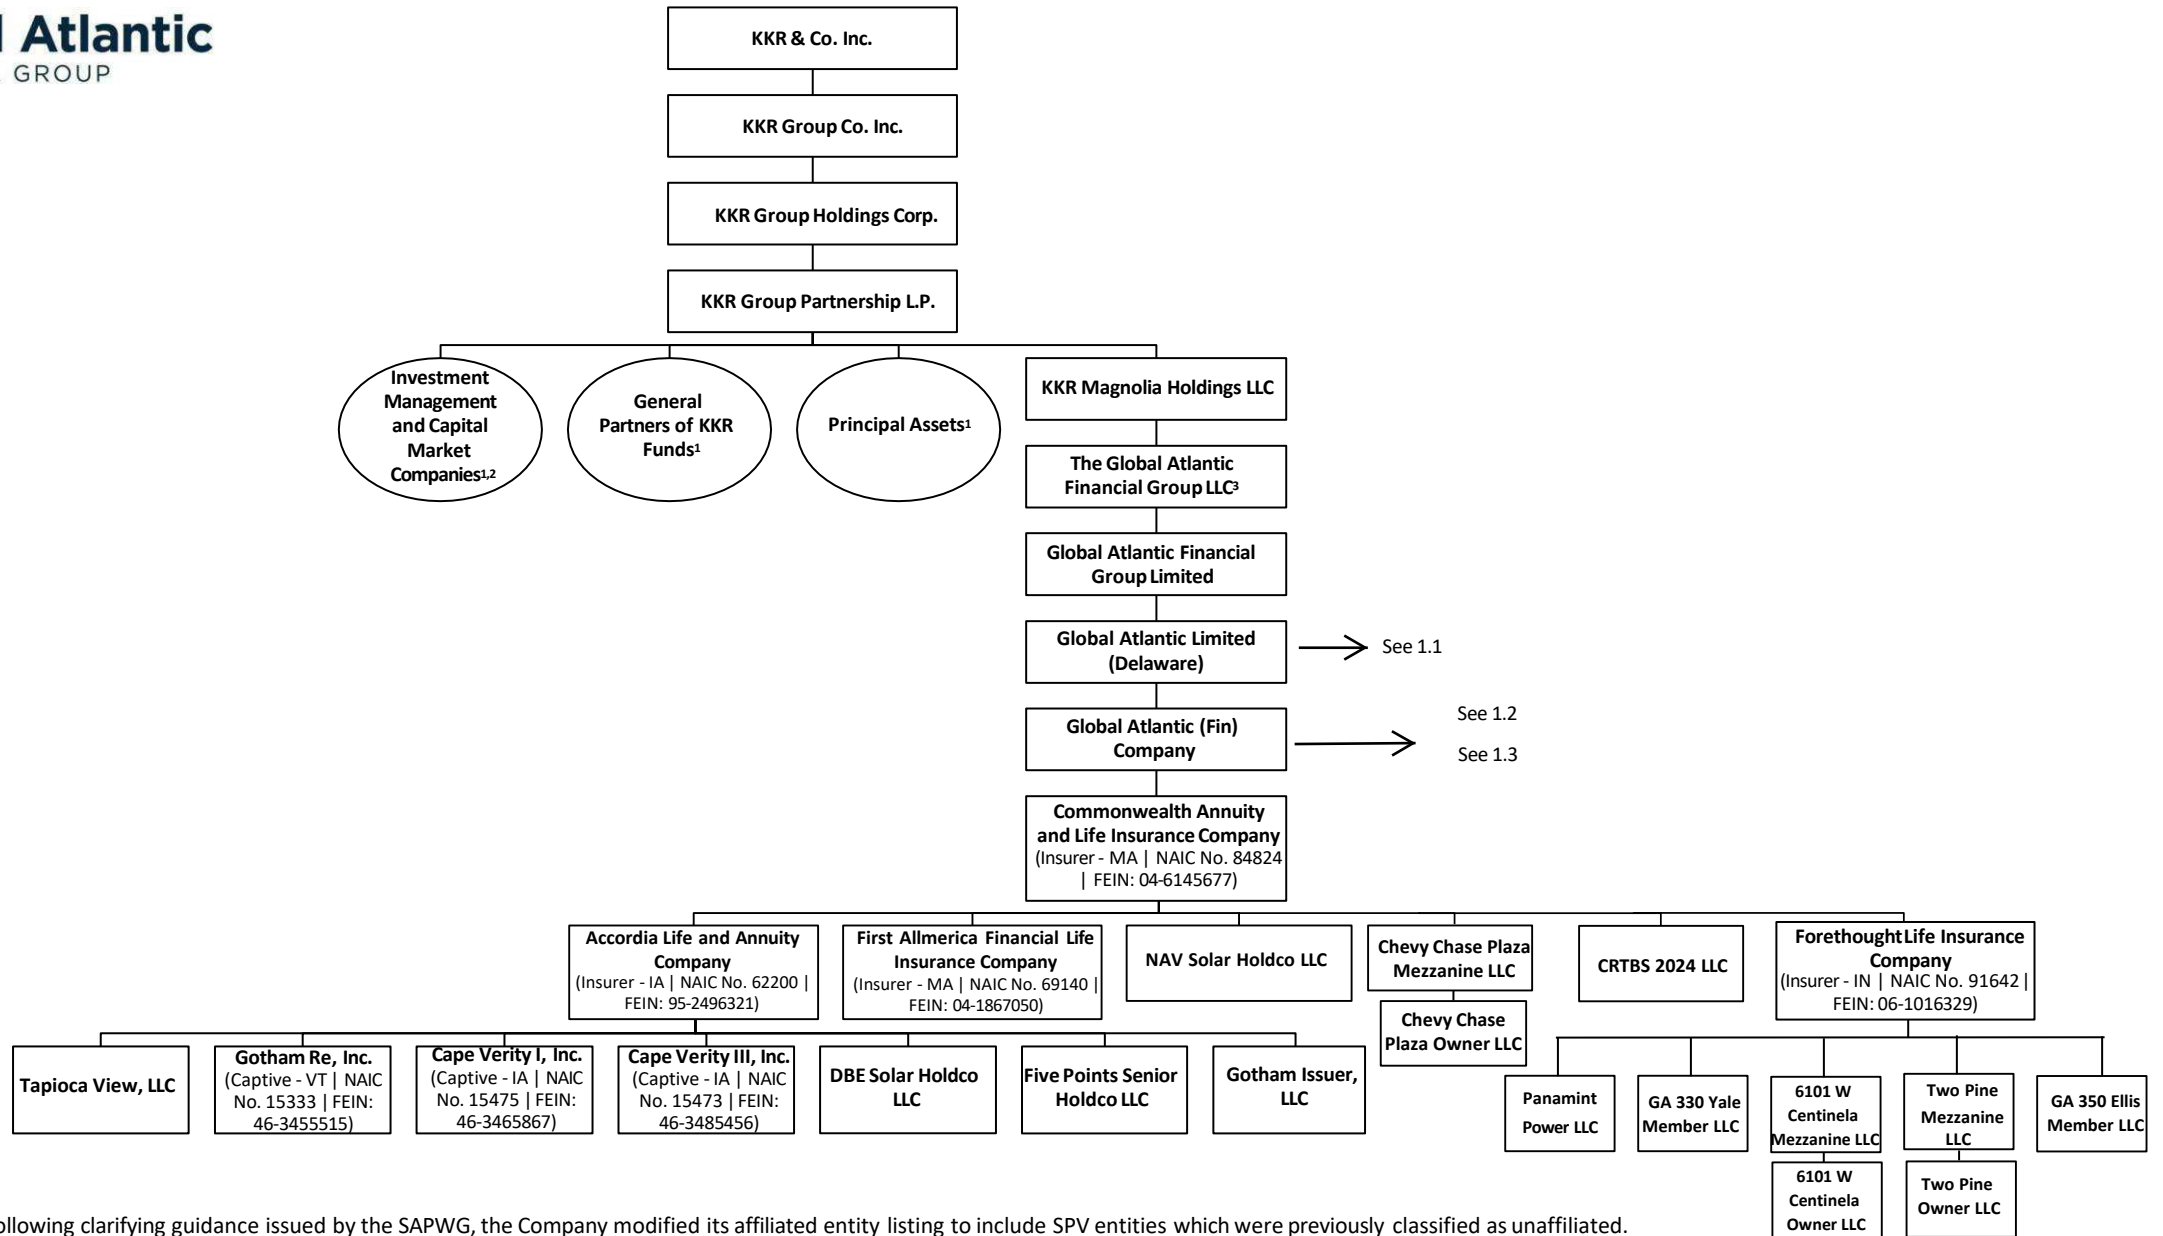 Atlantic
GROUP
KKR & Co. Inc.
KKR Group Co. Inc.
KKR Group Holdings Corp.
KKR Group Partnership L.P.
Investment
Management
and Capital
Market
Companies1,2
General
Partners of KKR
Funds1
Principal Assets1
KKR Magnolia Holdings LLC
The Global Atlantic
Financial Group LLC3
Global Atlantic Financial
Group Limited
Global Atlantic Limited
(Delaware)
See 1.1
Global Atlantic (Fin)
Company
See 1.2
See 1.3
Commonwealth Annuity
and Life Insurance Company
(Insurer - MA | NAIC No. 84824
| FEIN: 04-6145677)
Accordia Life and Annuity
Company
(Insurer - IA | NAIC No. 62200 |
FEIN: 95-2496321)
First Allmerica Financial Life
Insurance Company
(Insurer - MA | NAIC No. 69140 |
FEIN: 04-1867050)
NAV Solar Holdco LLC
Chevy Chase Plaza
Mezzanine LLC
Chevy Chase
Plaza Owner LLC
CRTBS 2024 LLC
Forethought Life Insurance
Company
(Insurer - IN | NAIC No. 91642 |
FEIN: 06-1016329)
Tapioca View, LLC
Gotham Re, Inc.
(Captive - VT | NAIC
No. 15333 | FEIN:
46-3455515)
Cape Verity I, Inc.
(Captive - IA | NAIC
No. 15475 | FEIN:
46-3465867)
Cape Verity III, Inc.
(Captive - IA | NAIC
No. 15473 | FEIN:
46-3485456)
DBE Solar Holdco
LLC
Five Points Senior
Holdco LLC
Gotham Issuer,
LLC
Panamint
Power LLC
GA 330 Yale
Member LLC
6101 W
Centinela
Mezzanine LLC
6101 W
Centinela
Owner LLC
Two Pine
Mezzanine
LLC
Two Pine
Owner LLC
GA 350 Ellis
Member LLC
ollowing clarifying guidance issued by the SAPWG, the Company modified its affiliated entity listing to include SPV entities which were previously classified as unaffiliated.